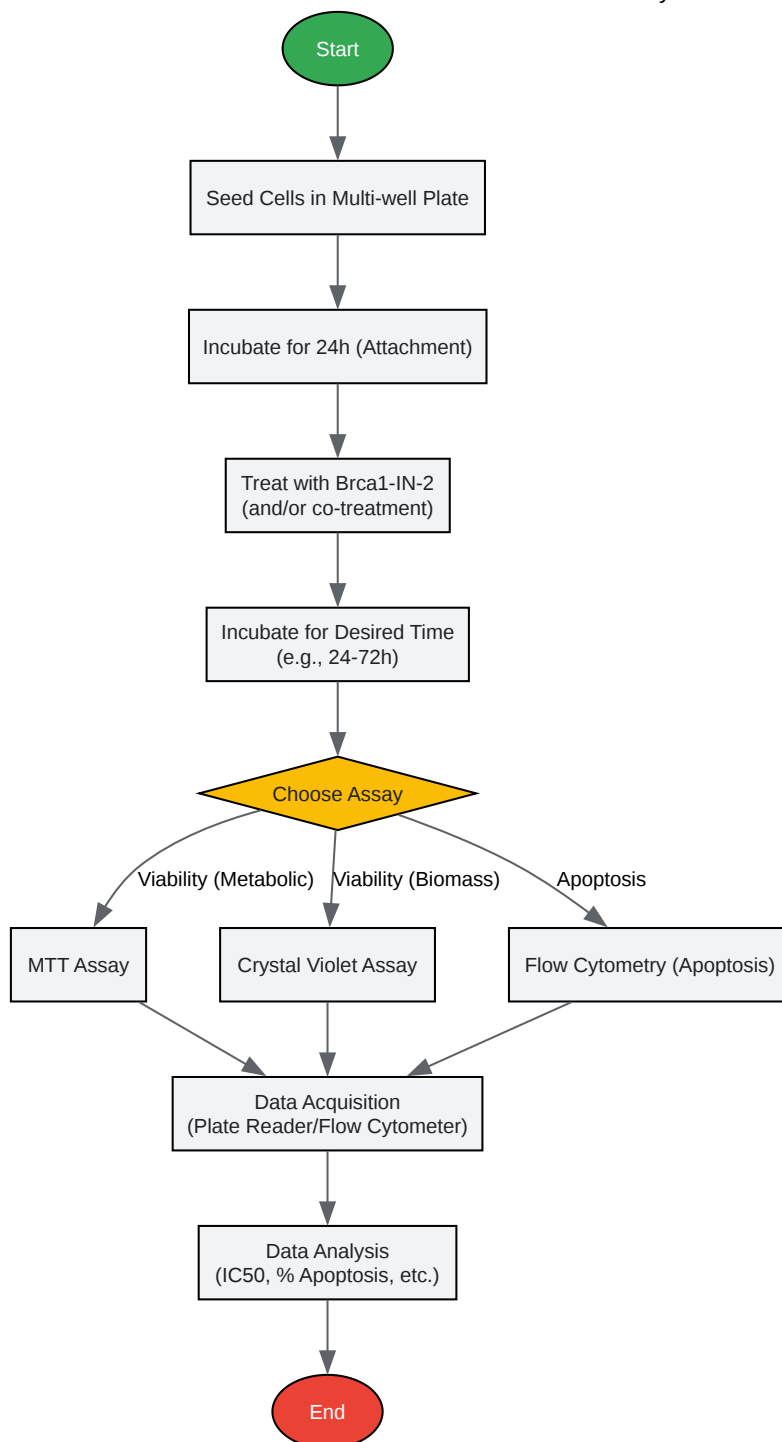 Start
Seed Cells in Multi-well Plate
Incubate for 24h (Attachment)
Treat with Brca1-IN-2
(and/or co-treatment)
Incubate for Desired Time
(e.g., 24-72h)
Choose Assay
Viability (Metabolic)
Viability (Biomass)
Apoptosis
MTT Assay
Crystal Violet Assay
Flow Cytometry (Apoptosis)
Data Acquisition
(Plate Reader/Flow Cytometer)
Data Analysis
(IC50, % Apoptosis, etc.)
End